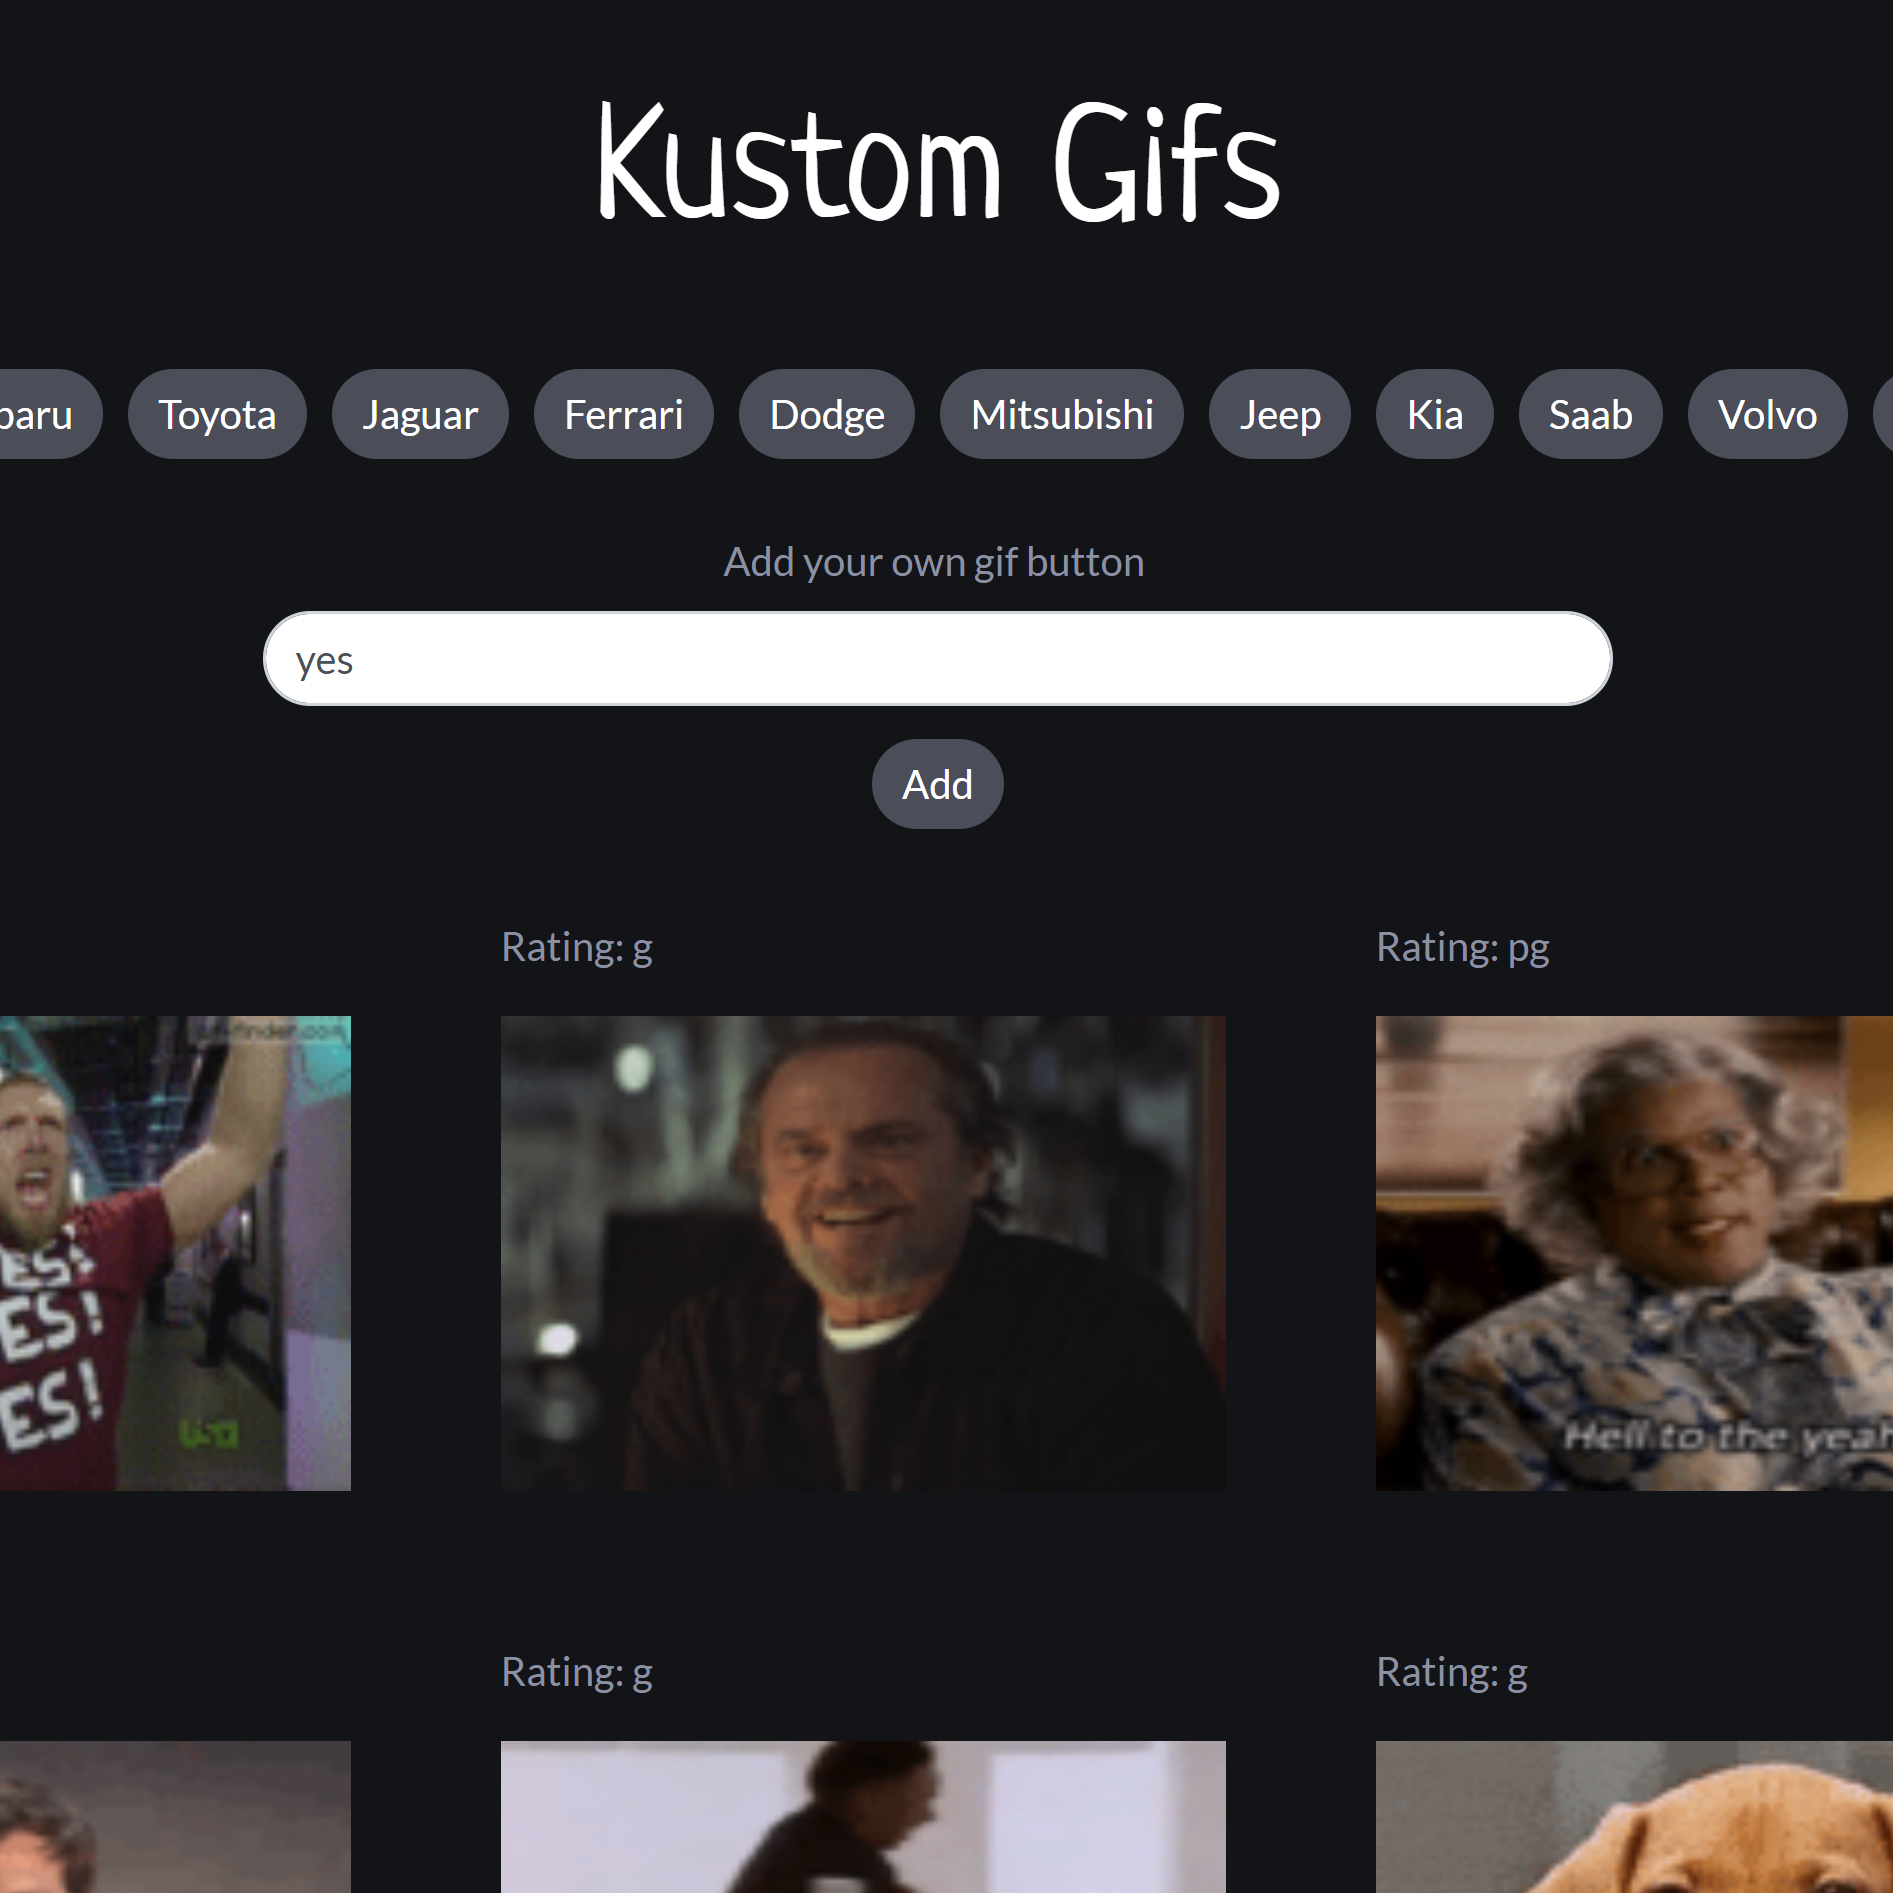 Kustom Gifs
baru Toyota Jaguar Ferrari Dodge Mitsubishi Jeep Kia Saab Volvo
Add your own gif button
yes
Add
Rating: g Rating: pg
ES!
ES!
ES!
Hell to the yeah
Rating: g Rating: g